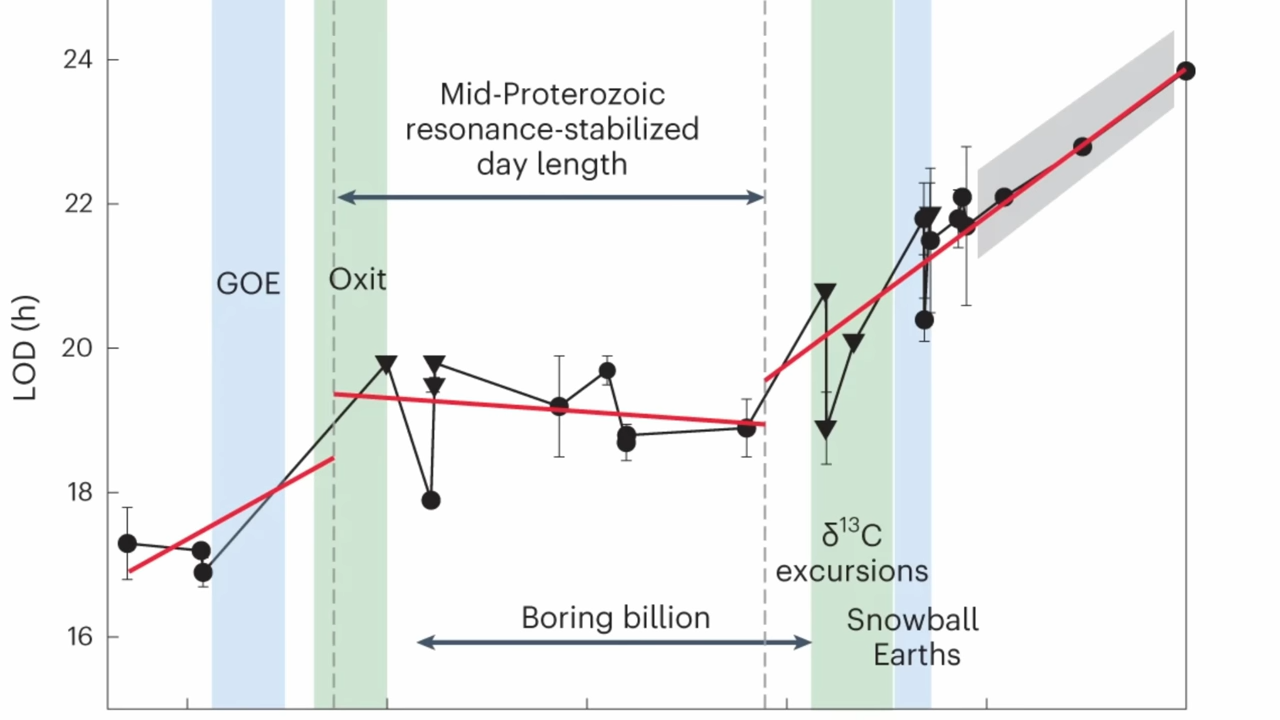 24
Mid-Proterozoic
resonance-stabilized
day length
22
GOE
Oxit
LOD (h)
20
18
δ¹³C
excursions
Boring billion
Snowball
Earths
16